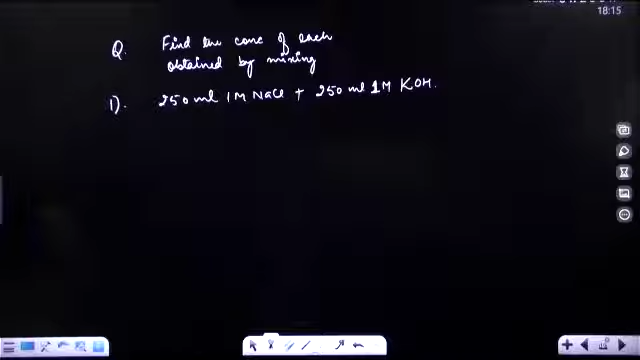 18:15
Q. Find the conc of each
obtained by mixing
1). 250 ml 1M NaCl + 250 ml 1M KOH.